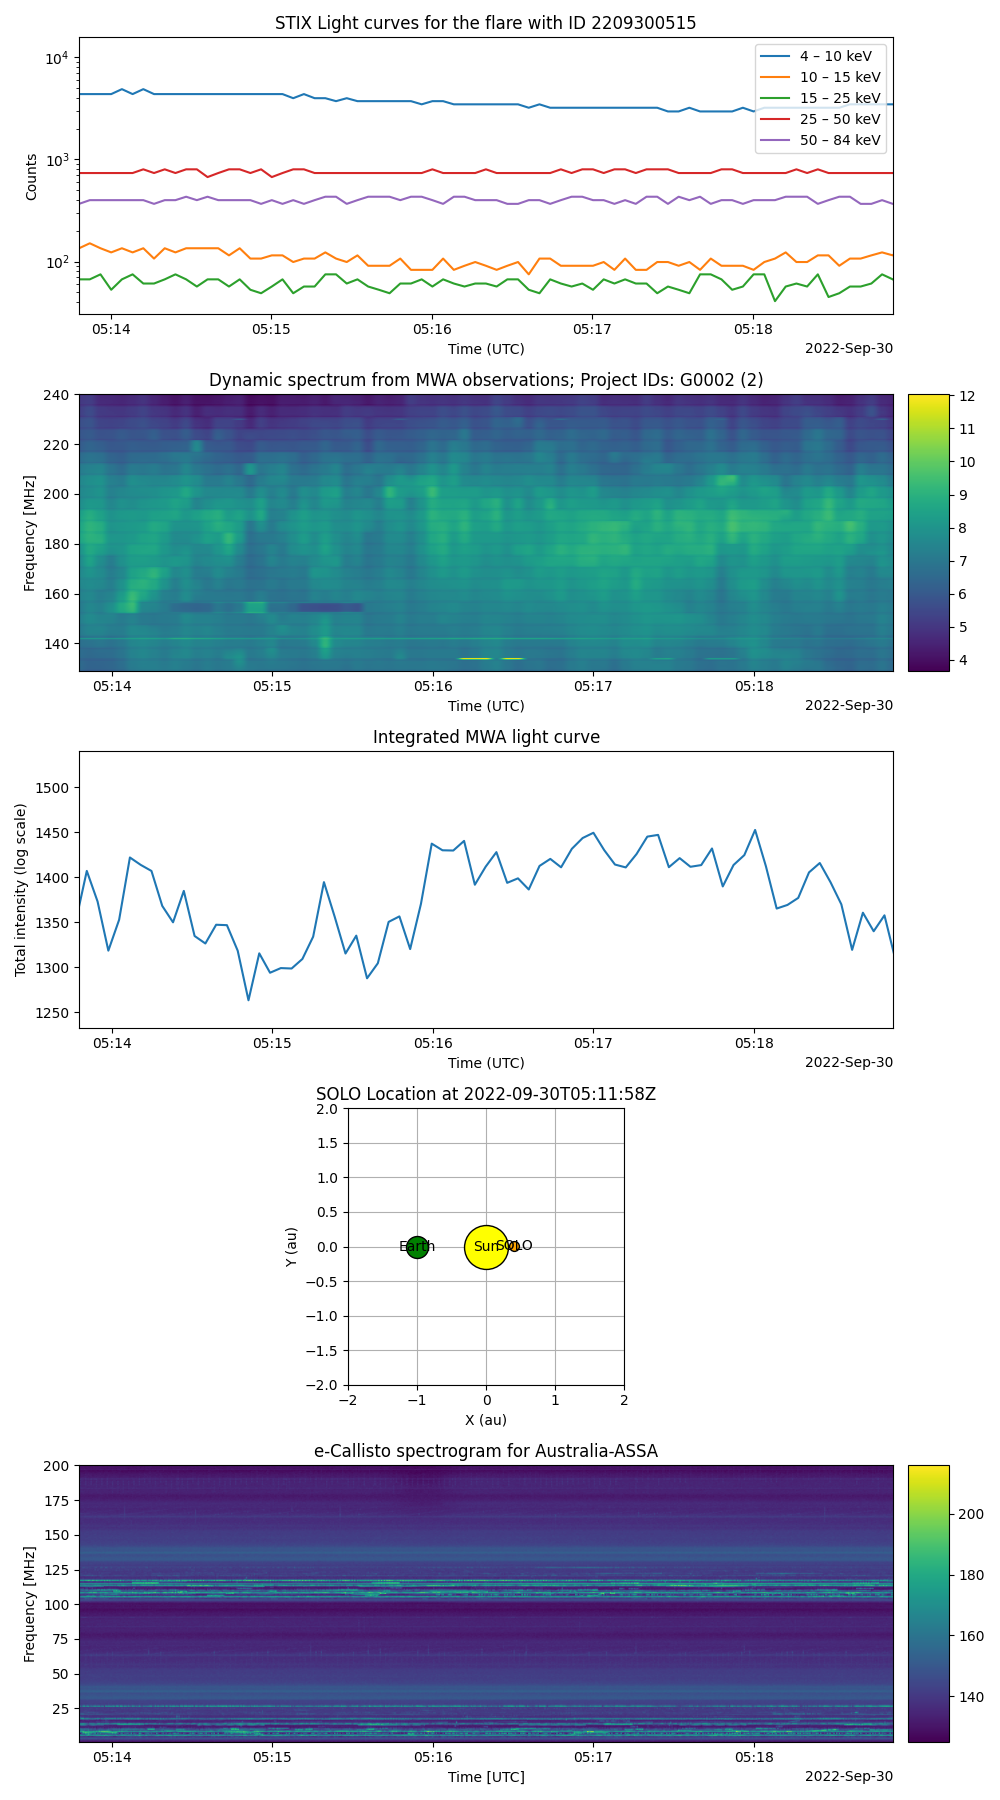 STIX Light curves for the flare with ID 2209300515
10⁴
10³
10²
Counts
4 – 10 keV
10 – 15 keV
15 – 25 keV
25 – 50 keV
50 – 84 keV
05:14 05:15 05:16 05:17 05:18
Time (UTC)
2022-Sep-30
Dynamic spectrum from MWA observations; Project IDs: G0002 (2)
240
220
200
180
160
140
Frequency [MHz]
12
11
10
9
8
7
6
5
4
05:14 05:15 05:16 05:17 05:18
Time (UTC)
2022-Sep-30
Integrated MWA light curve
1500
1450
1400
1350
1300
1250
Total intensity (log scale)
05:14 05:15 05:16 05:17 05:18
Time (UTC)
2022-Sep-30
SOLO Location at 2022-09-30T05:11:58Z
2.0
1.5
1.0
0.5
0.0
−0.5
−1.0
−1.5
−2.0
Y (au)
Earth
Sun
SOLO
−2 −1 0 1 2
X (au)
e-Callisto spectrogram for Australia-ASSA
200
175
150
125
100
75
50
25
Frequency [MHz]
200
180
160
140
05:14 05:15 05:16 05:17 05:18
Time [UTC]
2022-Sep-30